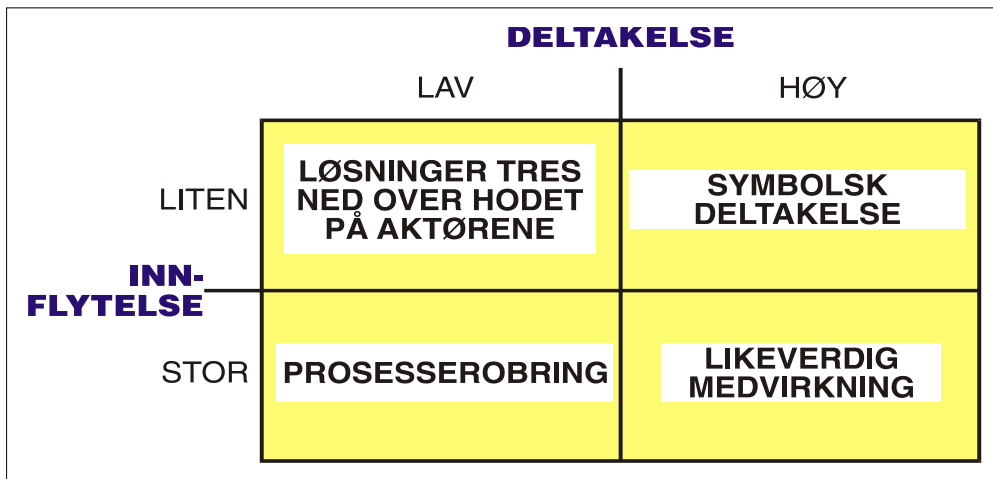 DELTAKELSE
LAV
HØY
LITEN
LØSNINGER TRES
NED OVER HODET
PÅ AKTØRENE
SYMBOLSK
DELTAKELSE
INN-
FLYTELSE
STOR
PROSESSEROBRING
LIKEVERDIG
MEDVIRKNING